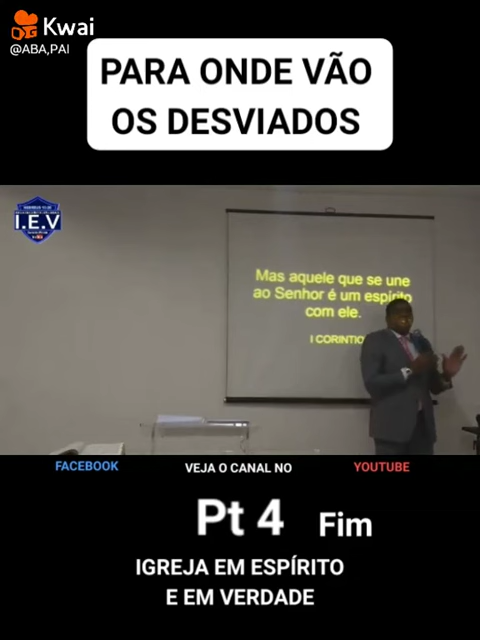 Kwai
@ABA,PAI
PARA ONDE VÃO
OS DESVIADOS
I.E.V
Mas aquele que se une
ao Senhor é um espírito
com ele.
I CORINTIO
FACEBOOK
VEJA O CANAL NO
YOUTUBE
Pt 4 Fim
IGREJA EM ESPÍRITO
E EM VERDADE